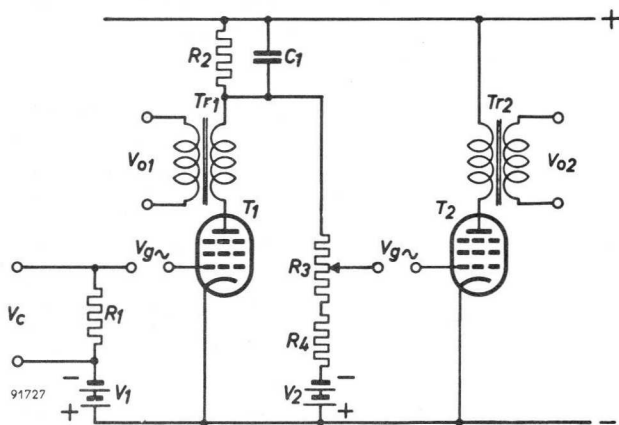 +
R2
C1
Tr1
Tr2
Vo1
Vo2
T1
T2
Vg~
Vg~
R3
Vc
R1
R4
91727
-
V1
+
-
V2
+
-